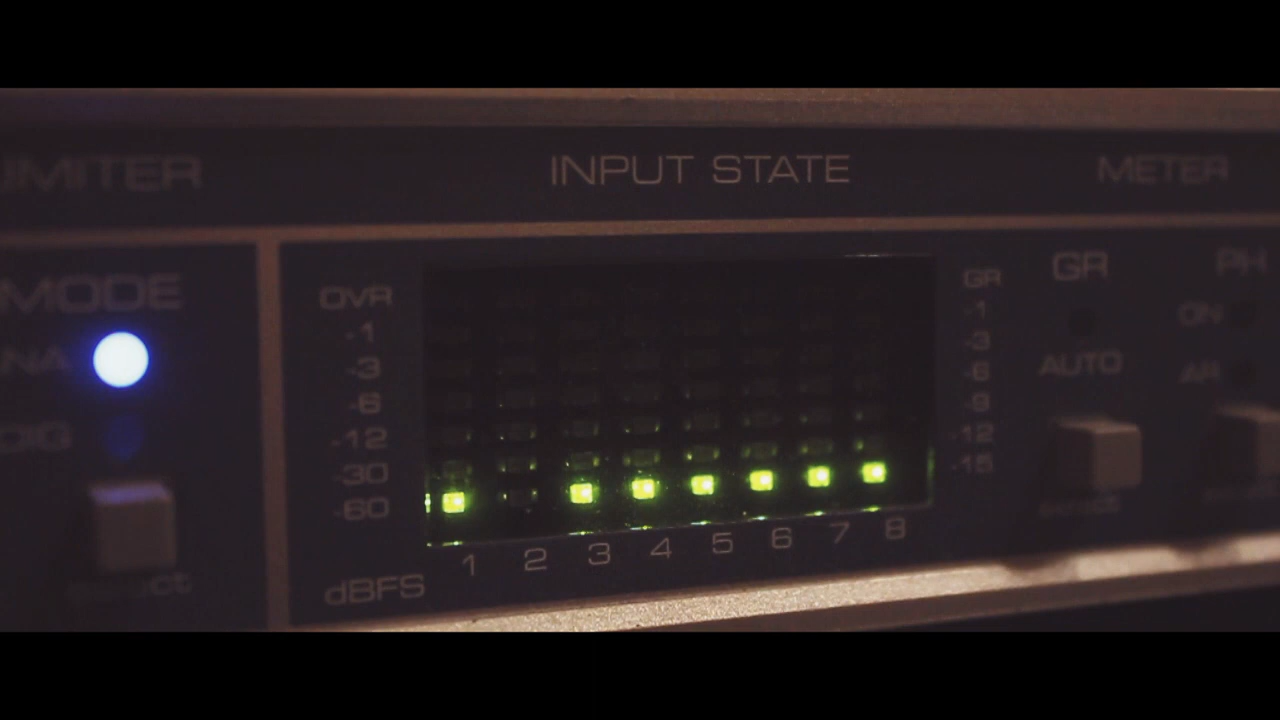 INPUT STATE
METER
MODE
OVR
-1
-3
-6
-12
-30
-60
dBFS
1 2 3 4 5 6 7 8
GR
-1
-3
-6
-9
-12
-15
GR
AUTO
PH
ON